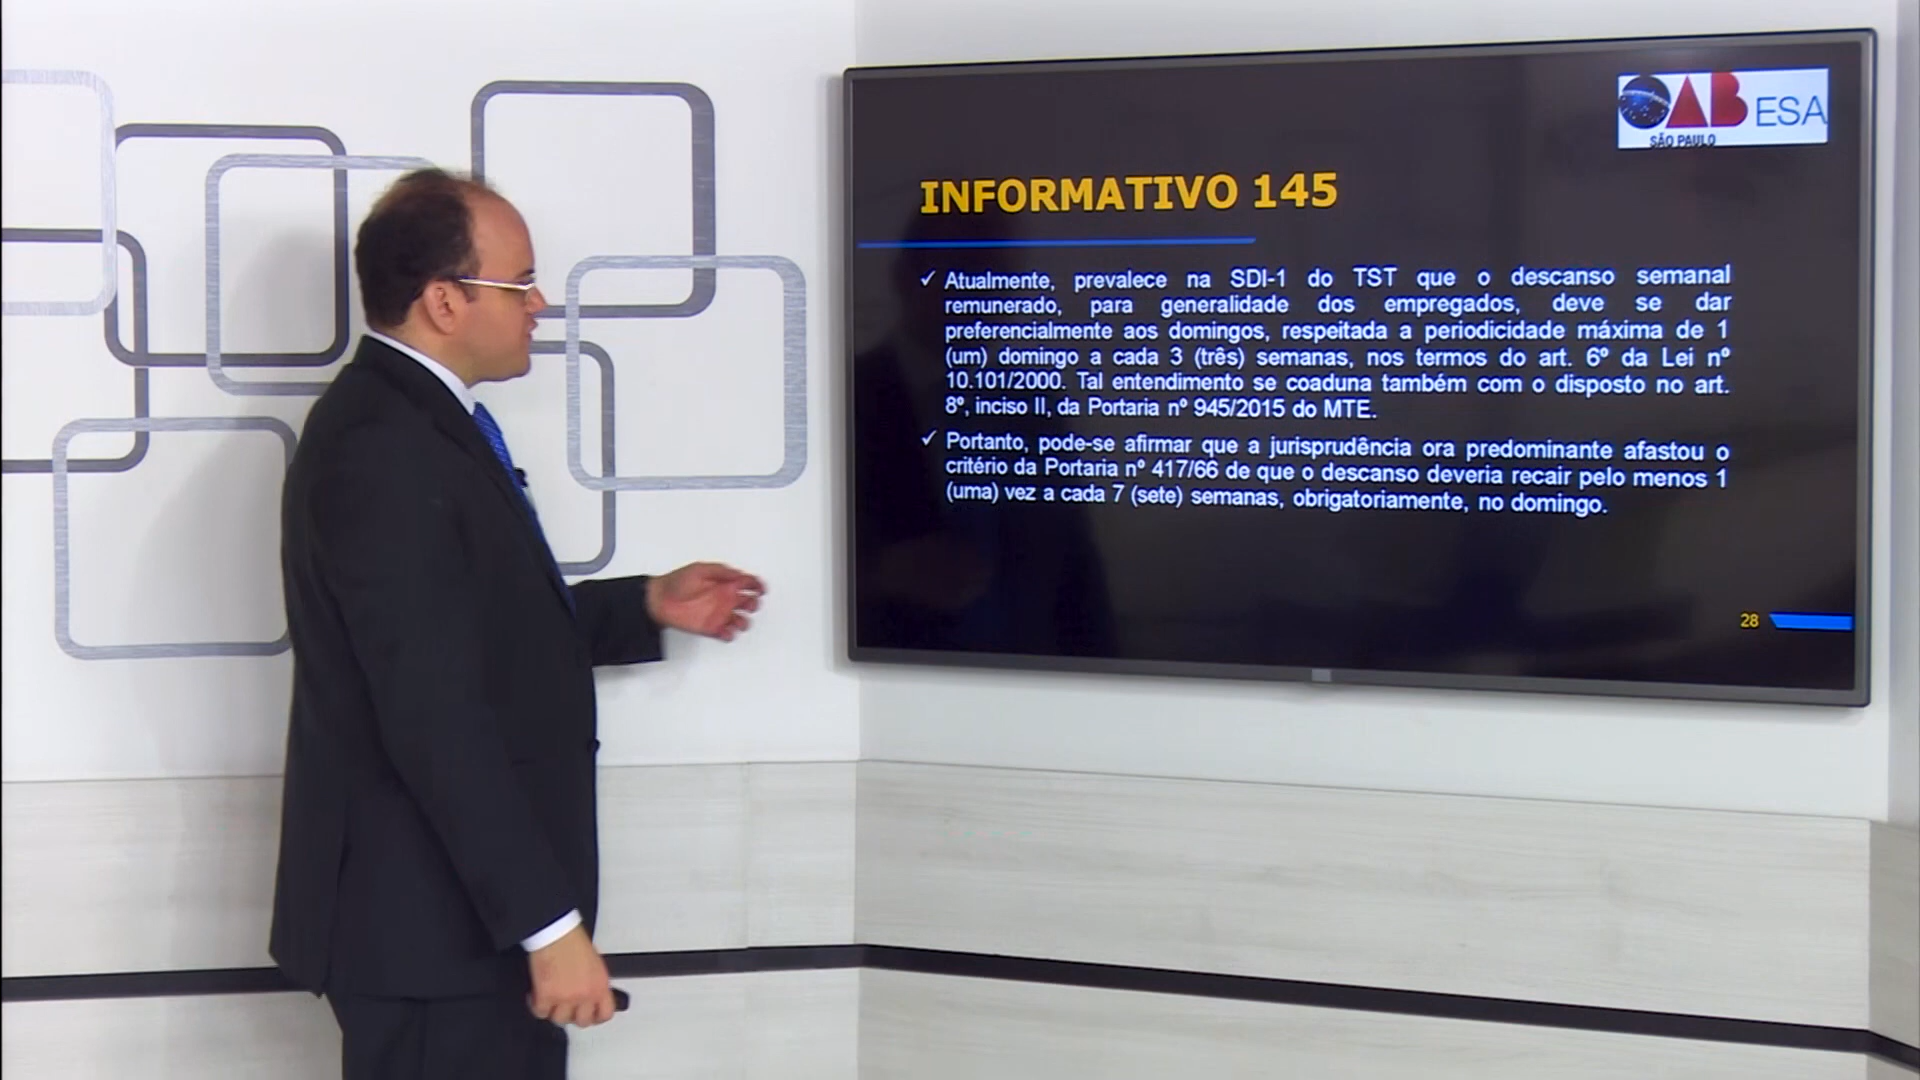 OAB ESA
SÃO PAULO
INFORMATIVO 145
✓ Atualmente, prevalece na SDI-1 do TST que o descanso semanal
remunerado, para generalidade dos empregados, deve se dar
preferencialmente aos domingos, respeitada a periodicidade máxima de 1
(um) domingo a cada 3 (três) semanas, nos termos do art. 6º da Lei nº
10.101/2000. Tal entendimento se coaduna também com o disposto no art.
8º, inciso II, da Portaria nº 945/2015 do MTE.
✓ Portanto, pode-se afirmar que a jurisprudência ora predominante afastou o
critério da Portaria nº 417/66 de que o descanso deveria recair pelo menos 1
(uma) vez a cada 7 (sete) semanas, obrigatoriamente, no domingo.
28